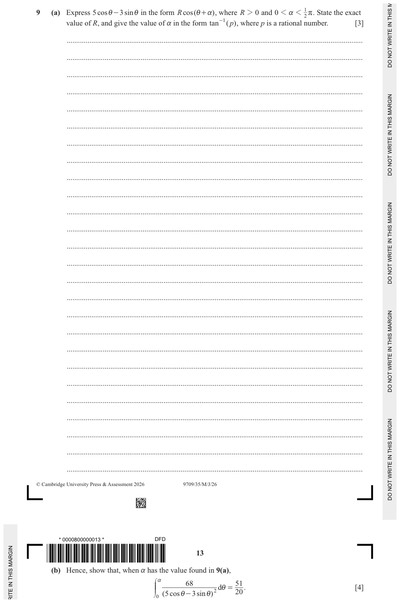 9 (a) Express 5 cos θ − 3 sin θ in the form R cos(θ + α), where R > 0 and 0 < α < ½π. State the exact
value of R, and give the value of α in the form tan⁻¹(p), where p is a rational number. [3]
DO NOT WRITE IN THIS MARGIN
DO NOT WRITE IN THIS MARGIN
DO NOT WRITE IN THIS MARGIN
DO NOT WRITE IN THIS MARGIN
DO NOT WRITE IN THIS MARGIN
© Cambridge University Press & Assessment 2026 9709/35/M/J/26
* 0000800000013 * DFD
13
(b) Hence, show that, when α has the value found in 9(a),
∫₀^α 68/(5 cos θ − 3 sin θ)² dθ = 51/20. [4]
RITE IN THIS MARGIN